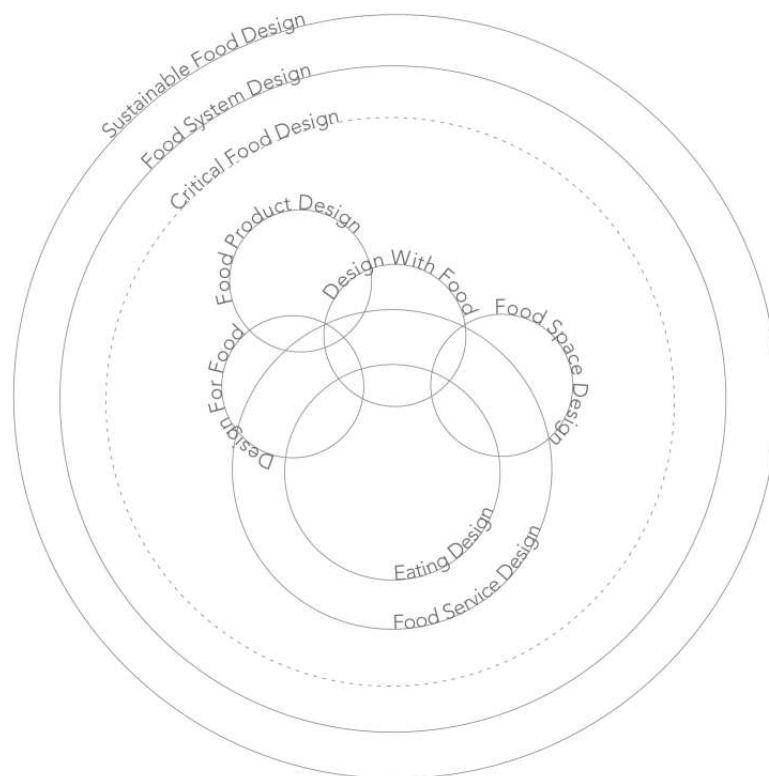 Sustainable Food Design
Food System Design
Critical Food Design
Food Product Design
Design With Food
Food Space Design
Design For Food
Eating Design
Food Service Design